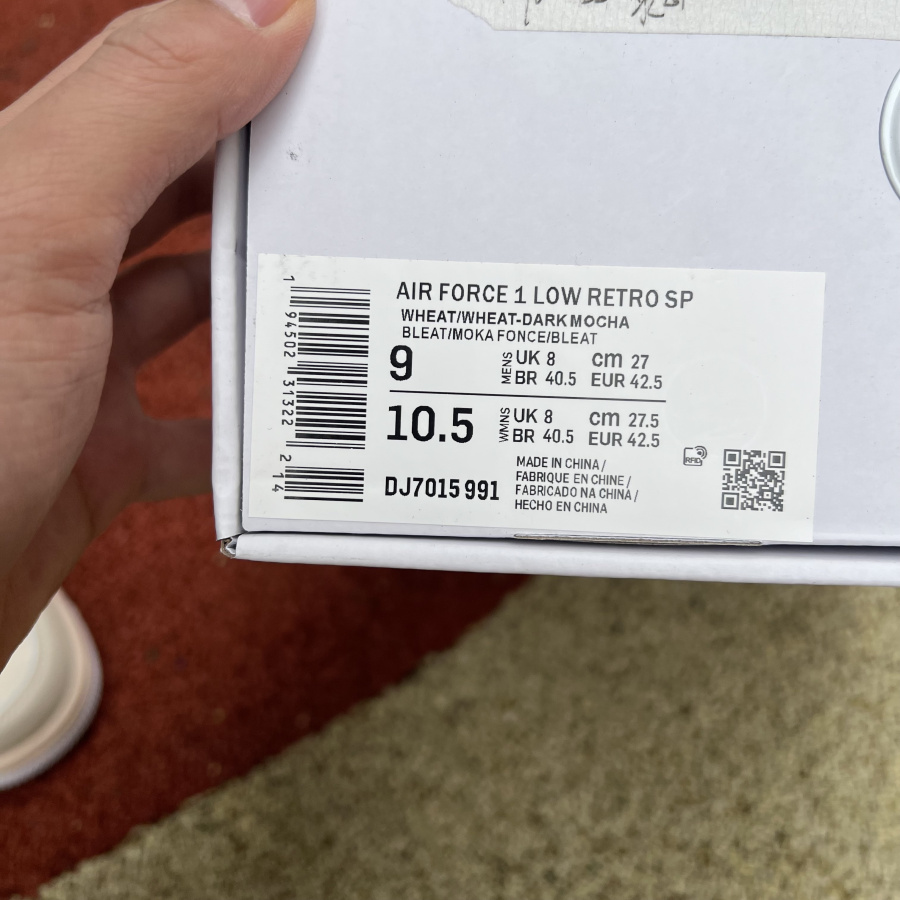 AIR FORCE 1 LOW RETRO SP
WHEAT/WHEAT-DARK MOCHA
BLEAT/MOKA FONCE/BLEAT
9 MENS UK 8 cm 27
BR 40.5 EUR 42.5
10.5 WMNS UK 8 cm 27.5
BR 40.5 EUR 42.5
DJ7015 991
MADE IN CHINA /
FABRIQUE EN CHINE /
FABRICADO NA CHINA /
HECHO EN CHINA
RFID
1 94502 31322 2 14